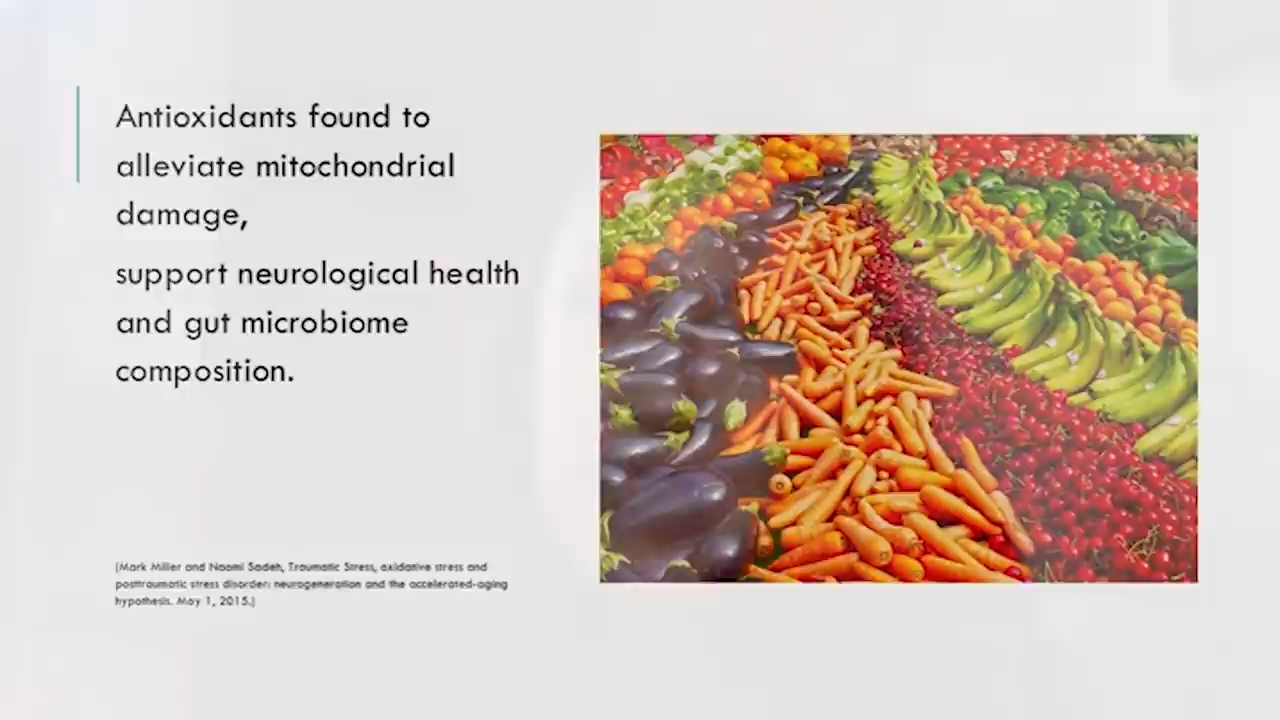 Antioxidants found to
alleviate mitochondrial
damage,
support neurological health
and gut microbiome
composition.
(Mark Miller and Naomi Sadeh, Traumatic Stress, oxidative stress and
posttraumatic stress disorder: neurogeneration and the accelerated-aging
hypothesis. May 1, 2015.)